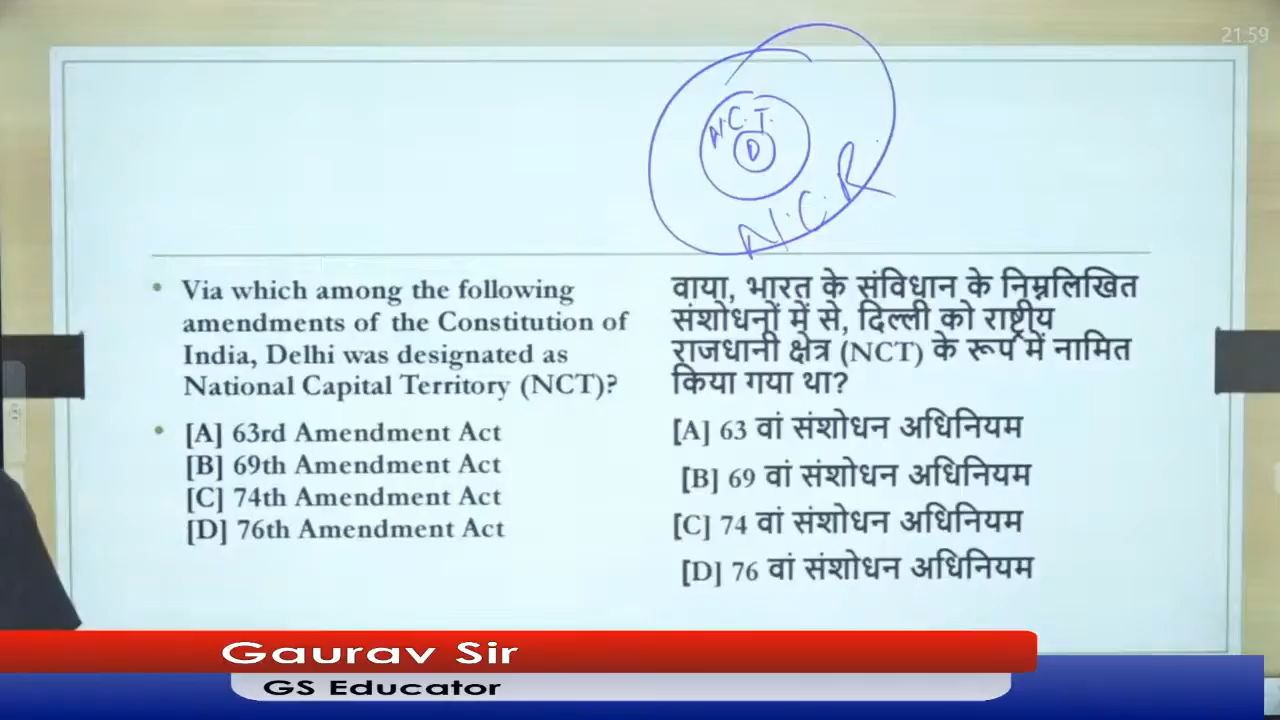 21:59
N.C.T.
D
N.C.R
• Via which among the following
amendments of the Constitution of
India, Delhi was designated as
National Capital Territory (NCT)?
• [A] 63rd Amendment Act
[B] 69th Amendment Act
[C] 74th Amendment Act
[D] 76th Amendment Act
वाया, भारत के संविधान के निम्नलिखित
संशोधनों में से, दिल्ली को राष्ट्रीय
राजधानी क्षेत्र (NCT) के रूप में नामित
किया गया था?
[A] 63 वां संशोधन अधिनियम
[B] 69 वां संशोधन अधिनियम
[C] 74 वां संशोधन अधिनियम
[D] 76 वां संशोधन अधिनियम
Gaurav Sir
GS Educator